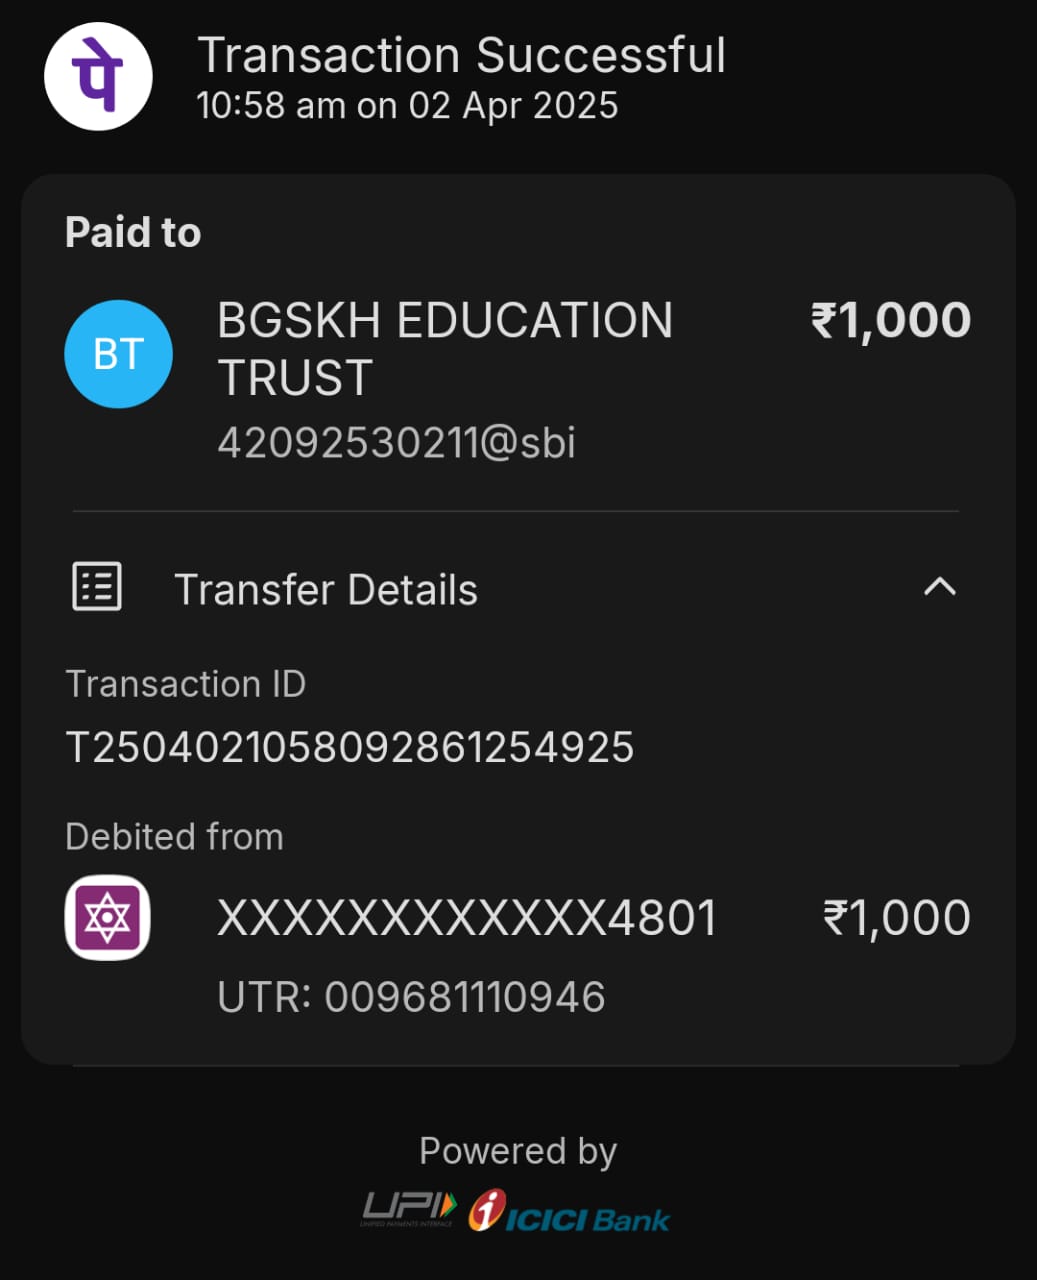 पे
Transaction Successful
10:58 am on 02 Apr 2025
Paid to
BT
BGSKH EDUCATION
TRUST
₹1,000
42092530211@sbi
Transfer Details
Transaction ID
T2504021058092861254925
Debited from
XXXXXXXXXXXX4801
₹1,000
UTR: 009681110946
Powered by
UPI
UNIFIED PAYMENTS INTERFACE
ICICI Bank